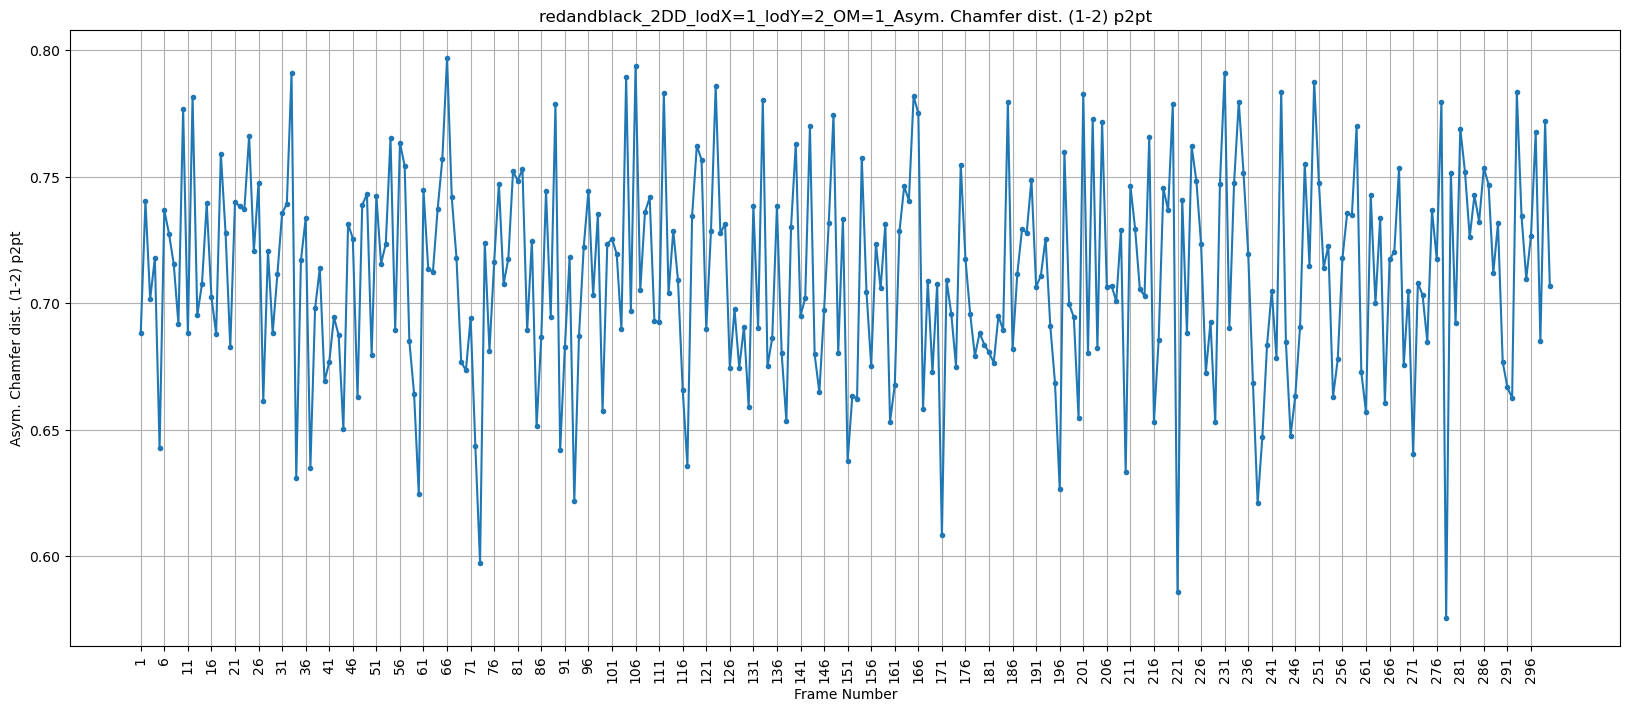 redandblack_2DD_lodX=1_lodY=2_OM=1_Asym. Chamfer dist. (1-2) p2pt
Asym. Chamfer dist. (1-2) p2pt
0.80
0.75
0.70
0.65
0.60
1 6 11 16 21 26 31 36 41 46 51 56 61 66 71 76 81 86 91 96 101 106 111 116 121 126 131 136 141 146 151 156 161 166 171 176 181 186 191 196 201 206 211 216 221 226 231 236 241 246 251 256 261 266 271 276 281 286 291 296
Frame Number